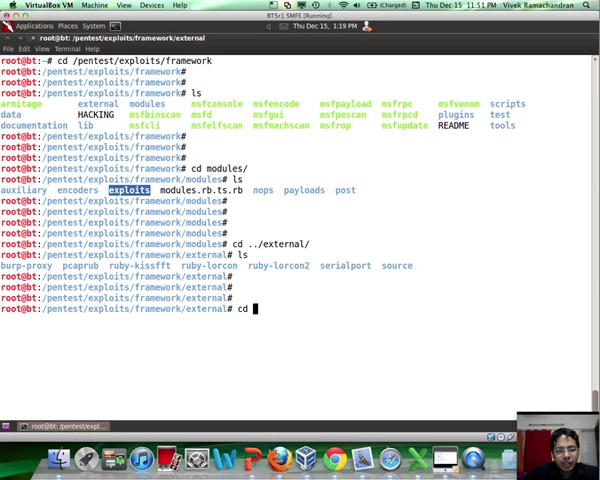 VirtualBox VM Machine Devices Window Help (Charged) Thu Dec 15 11:51 PM Vivek Ramachandran
BT5r1 SMFE [Running]
Applications Places System Thu Dec 15, 1:19 PM
root@bt: /pentest/exploits/framework/external
File Edit View Terminal Help
root@bt:~# cd /pentest/exploits/framework
root@bt:/pentest/exploits/framework#
root@bt:/pentest/exploits/framework#
root@bt:/pentest/exploits/framework# ls
armitage external modules msfconsole msfencode msfpayload msfrpc msfvenom scripts
data HACKING msfbinscan msfd msfgui msfpescan msfrpcd plugins test
documentation lib msfcli msfelfscan msfmachscan msfrop msfupdate README tools
root@bt:/pentest/exploits/framework#
root@bt:/pentest/exploits/framework#
root@bt:/pentest/exploits/framework#
root@bt:/pentest/exploits/framework# cd modules/
root@bt:/pentest/exploits/framework/modules# ls
auxiliary encoders exploits modules.rb.ts.rb nops payloads post
root@bt:/pentest/exploits/framework/modules#
root@bt:/pentest/exploits/framework/modules#
root@bt:/pentest/exploits/framework/modules#
root@bt:/pentest/exploits/framework/modules#
root@bt:/pentest/exploits/framework/modules# cd ../external/
root@bt:/pentest/exploits/framework/external# ls
burp-proxy pcaprub ruby-kissfft ruby-lorcon ruby-lorcon2 serialport source
root@bt:/pentest/exploits/framework/external#
root@bt:/pentest/exploits/framework/external#
root@bt:/pentest/exploits/framework/external#
root@bt:/pentest/exploits/framework/external# cd
root@bt: /pentest/expl...